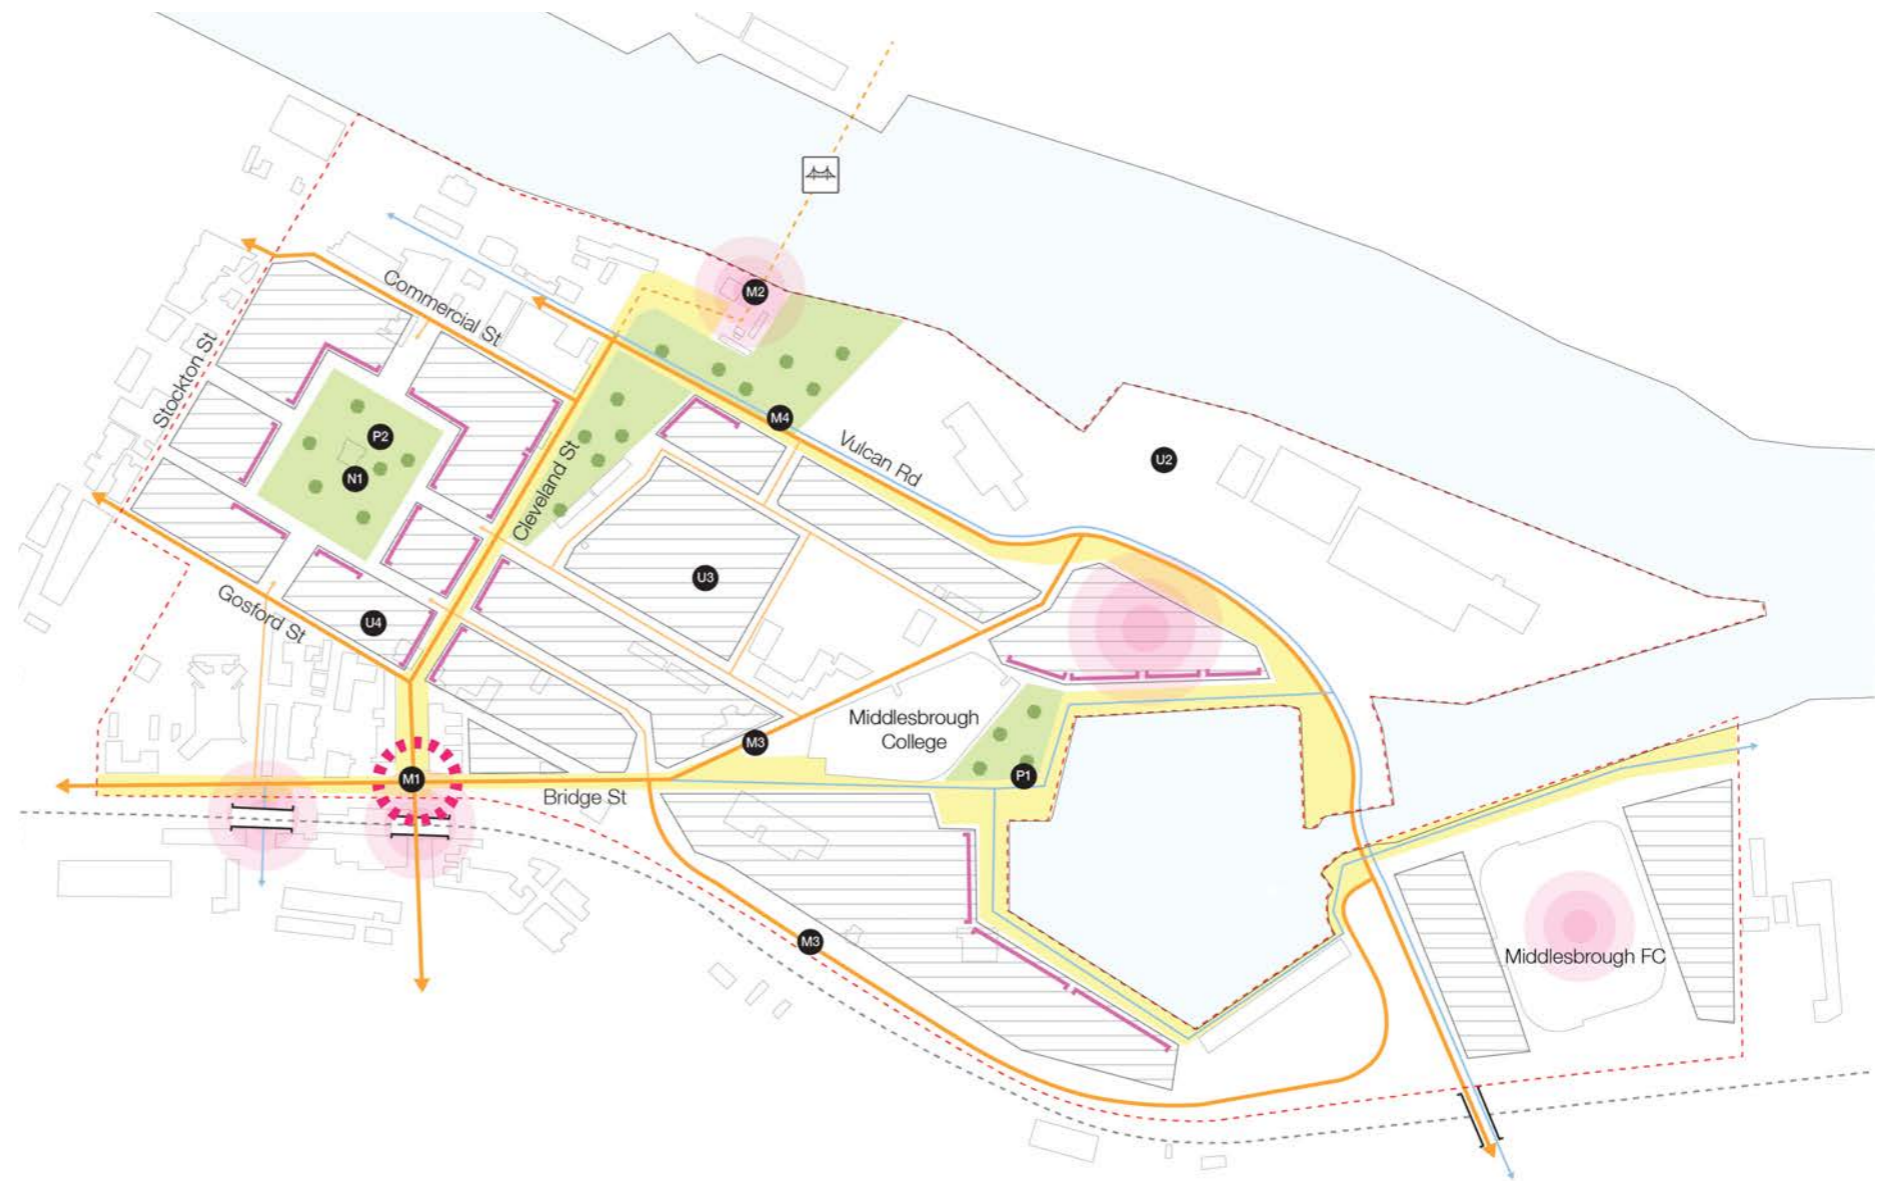 M2
Commercial St
Stockton St
M4
P2
Vulcan Rd
U2
N1
Cleveland St
U3
Gosford St
U4
Middlesbrough
College
M3
M1
P1
Bridge St
M3
Middlesbrough FC